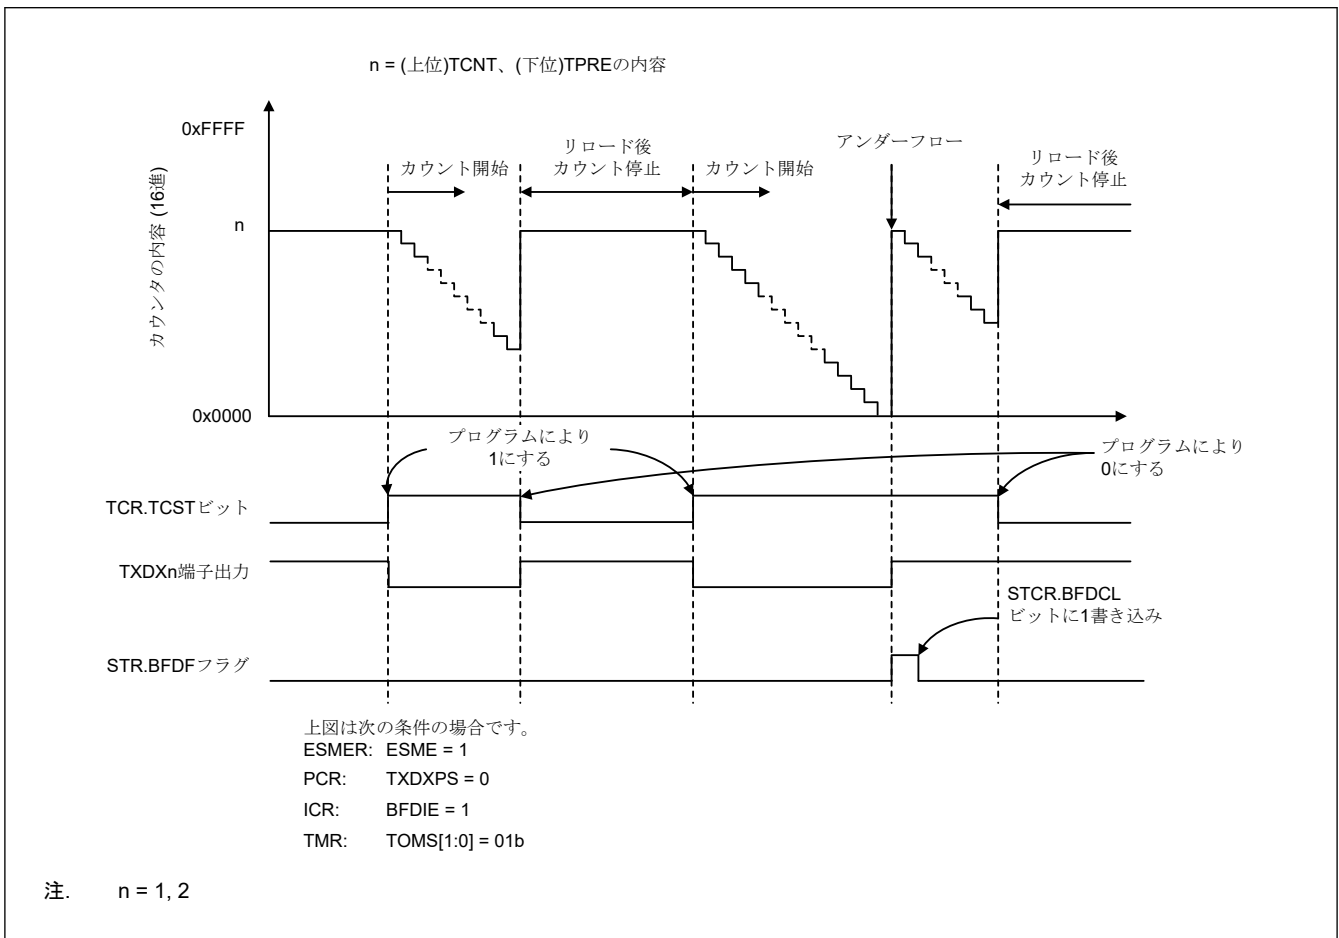 n = (上位)TCNT、(下位)TPREの内容
0xFFFF
カウンタの内容 (16進)
n
0x0000
カウント開始
リロード後
カウント停止
カウント開始
アンダーフロー
リロード後
カウント停止
プログラムにより
1にする
プログラムにより
0にする
TCR.TCSTビット
TXDXn端子出力
STCR.BFDCL
ビットに1書き込み
STR.BFDFフラグ
上図は次の条件の場合です。
ESMER: ESME = 1
PCR: TXDXPS = 0
ICR: BFDIE = 1
TMR: TOMS[1:0] = 01b
注. n = 1, 2